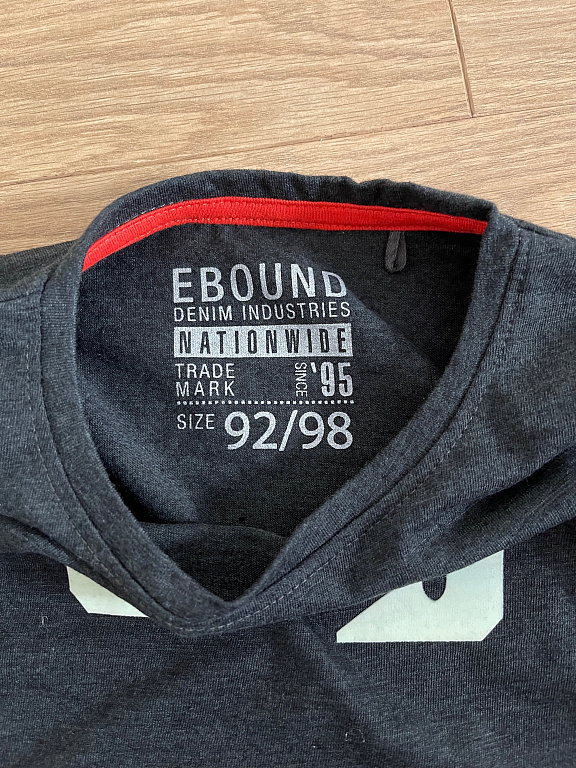 EBOUND
DENIM INDUSTRIES
NATIONWIDE
TRADE MARK
SINCE '95
SIZE 92/98